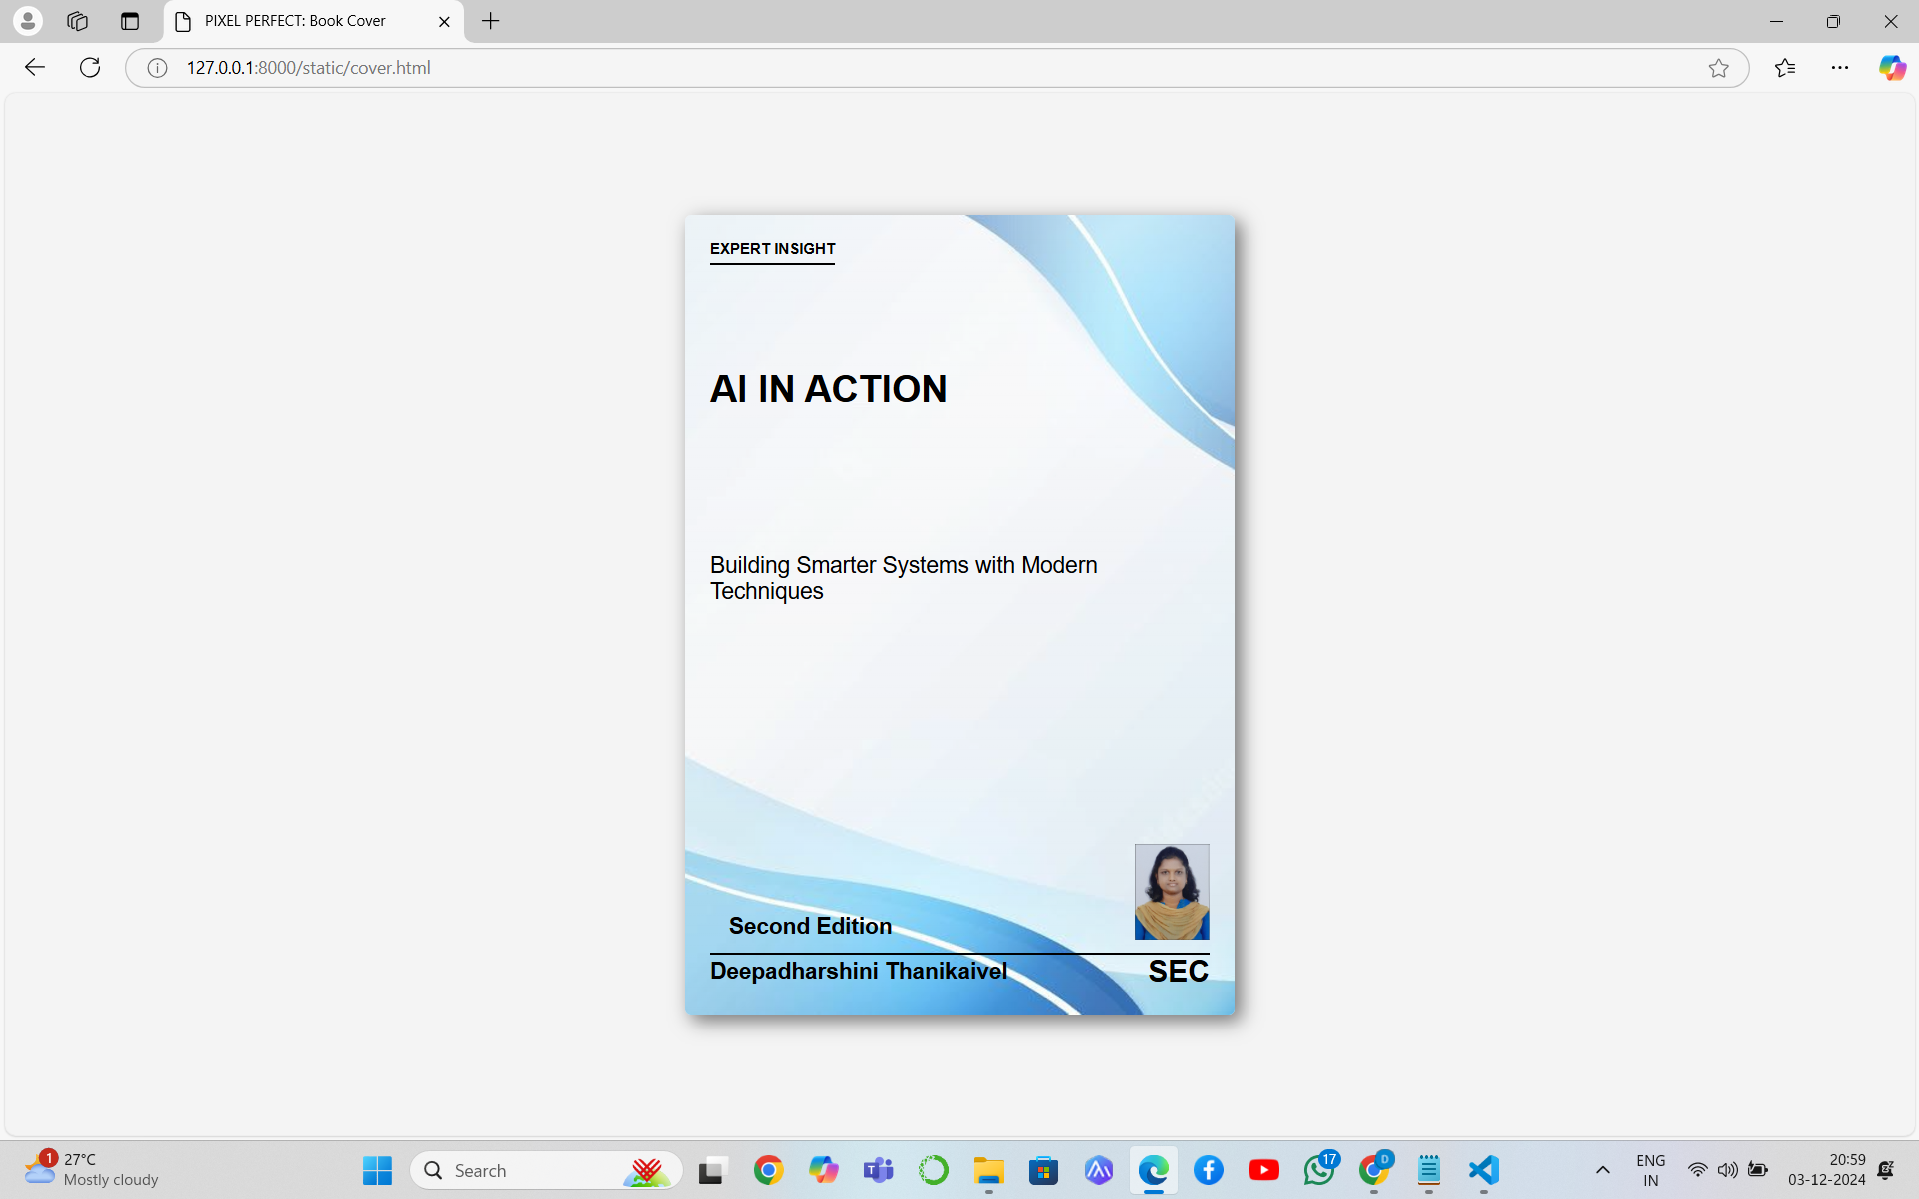 PIXEL PERFECT: Book Cover
127.0.0.1:8000/static/cover.html
EXPERT INSIGHT
AI IN ACTION
Building Smarter Systems with Modern
Techniques
Second Edition
Deepadharshini Thanikaivel
SEC
1
27°C
Mostly cloudy
Search
17
D
ENG
IN
20:59
03-12-2024